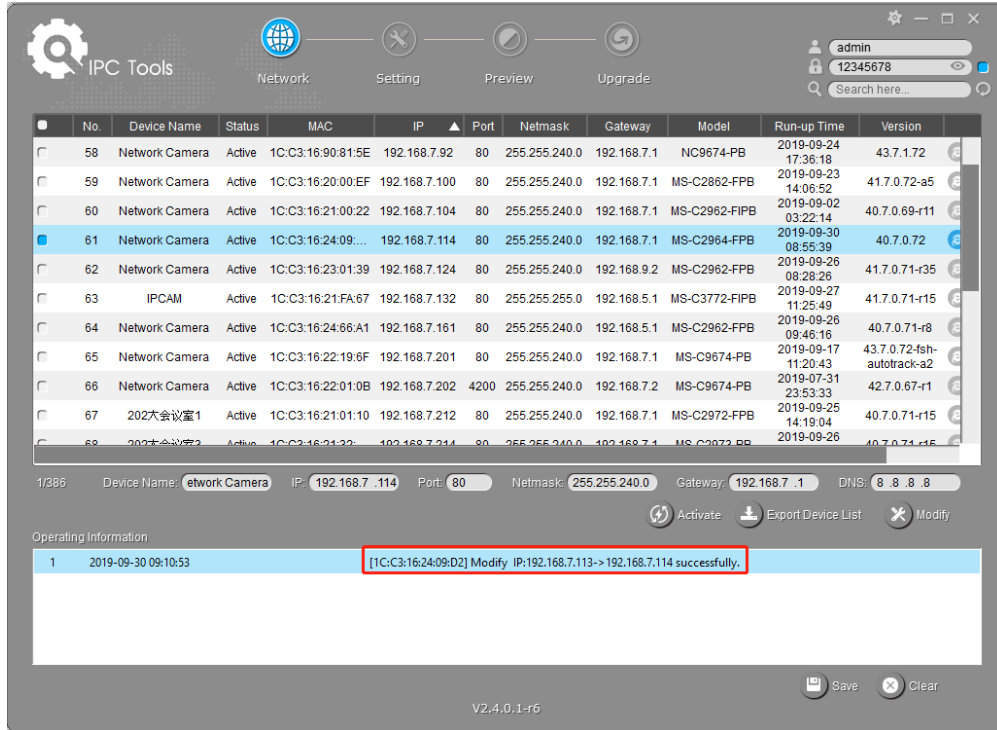 IPC Tools
Network Setting Preview Upgrade
admin
12345678
Search here...
No. Device Name Status MAC IP Port Netmask Gateway Model Run-up Time Version
58 Network Camera Active 1C:C3:16:90:81:5E 192.168.7.92 80 255.255.240.0 192.168.7.1 NC9674-PB 2019-09-24 17:36:18 43.7.1.72
59 Network Camera Active 1C:C3:16:20:00:EF 192.168.7.100 80 255.255.240.0 192.168.7.1 MS-C2862-FPB 2019-09-23 14:06:52 41.7.0.72-a5
60 Network Camera Active 1C:C3:16:21:00:22 192.168.7.104 80 255.255.240.0 192.168.7.1 MS-C2962-FIPB 2019-09-02 03:22:14 40.7.0.69-r11
61 Network Camera Active 1C:C3:16:24:09:... 192.168.7.114 80 255.255.240.0 192.168.7.1 MS-C2964-FPB 2019-09-30 08:55:39 40.7.0.72
62 Network Camera Active 1C:C3:16:23:01:39 192.168.7.124 80 255.255.240.0 192.168.9.2 MS-C2962-FPB 2019-09-26 08:28:26 41.7.0.71-r35
63 IPCAM Active 1C:C3:16:21:FA:67 192.168.7.132 80 255.255.255.0 192.168.5.1 MS-C3772-FIPB 2019-09-27 11:25:49 41.7.0.71-r15
64 Network Camera Active 1C:C3:16:24:66:A1 192.168.7.161 80 255.255.240.0 192.168.5.1 MS-C2962-FPB 2019-09-26 09:46:16 40.7.0.71-r8
65 Network Camera Active 1C:C3:16:22:19:6F 192.168.7.201 80 255.255.240.0 192.168.7.1 MS-C9674-PB 2019-09-17 11:20:43 43.7.0.72-fsh-autotrack-a2
66 Network Camera Active 1C:C3:16:22:01:0B 192.168.7.202 4200 255.255.240.0 192.168.7.2 MS-C9674-PB 2019-07-31 23:53:33 42.7.0.67-r1
67 202大会议室1 Active 1C:C3:16:21:01:10 192.168.7.212 80 255.255.240.0 192.168.7.1 MS-C2972-FPB 2019-09-25 14:19:04 40.7.0.71-r15
68 Active 192.168.7.214 80 255.255.240.0 192.168.7.1 2019-09-26 40.7.0.71-r15
1/386 Device Name: etwork Camera IP: 192.168.7 .114 Port: 80 Netmask: 255.255.240.0 Gateway: 192.168.7 .1 DNS: 8 .8 .8 .8
Activate Export Device List Modify
Operating Information
1 2019-09-30 09:10:53 [1C:C3:16:24:09:D2] Modify IP:192.168.7.113->192.168.7.114 successfully.
Save Clear
V2.4.0.1-r6